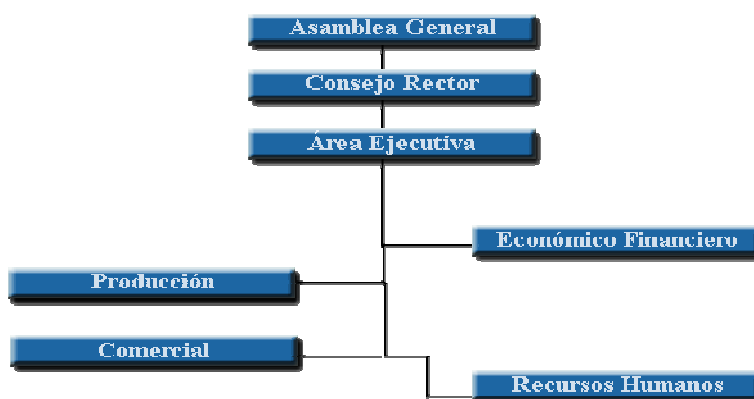 Asamblea General
Consejo Rector
Área Ejecutiva
Económico Financiero
Producción
Comercial
Recursos Humanos